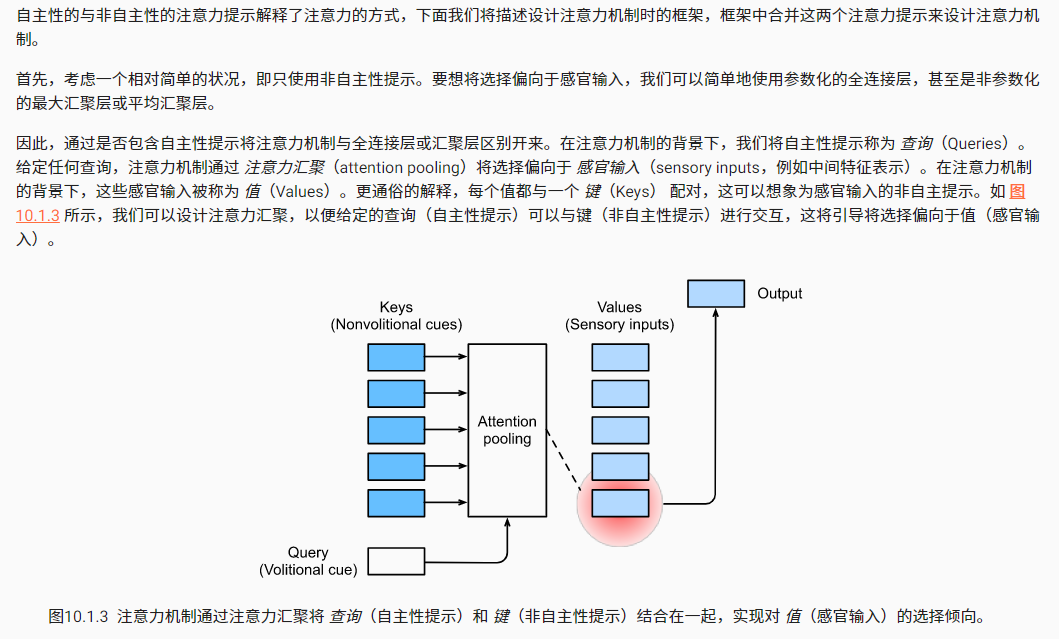 自主性的与非自主性的注意力提示解释了注意力的方式，下面我们将描述设计注意力机制时的框架，框架中合并这两个注意力提示来设计注意力机
制。
首先，考虑一个相对简单的状况，即只使用非自主性提示。要想将选择偏向于感官输入，我们可以简单地使用参数化的全连接层，甚至是非参数化
的最大汇聚层或平均汇聚层。
因此，通过是否包含自主性提示将注意力机制与全连接层或汇聚层区别开来。在注意力机制的背景下，我们将自主性提示称为 查询（Queries）。
给定任何查询，注意力机制通过 注意力汇聚（attention pooling）将选择偏向于 感官输入（sensory inputs，例如中间特征表示）。在注意力机制
的背景下，这些感官输入被称为 值（Values）。更通俗的解释，每个值都与一个 键（Keys） 配对，这可以想象为感官输入的非自主提示。如 图
10.1.3 所示，我们可以设计注意力汇聚，以便给定的查询（自主性提示）可以与键（非自主性提示）进行交互，这将引导将选择偏向于值（感官输
入）。
Output
Keys
(Nonvolitional cues)
Values
(Sensory inputs)
Attention
pooling
Query
(Volitional cue)
图10.1.3 注意力机制通过注意力汇聚将 查询（自主性提示）和 键（非自主性提示）结合在一起，实现对 值（感官输入）的选择倾向。